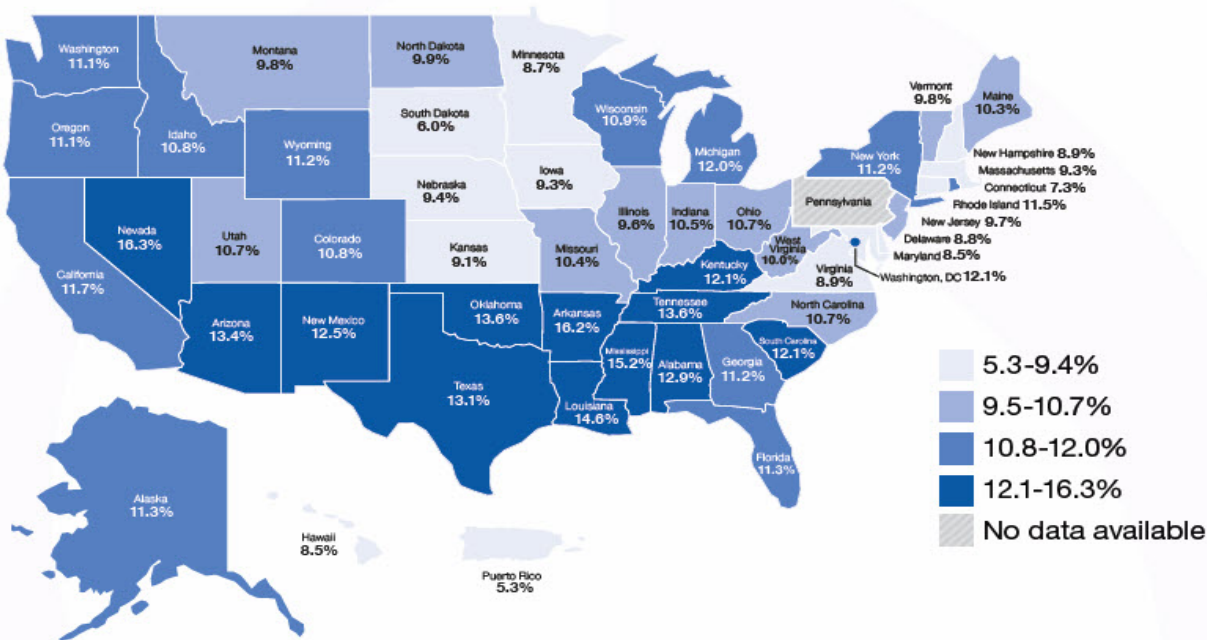 Washington
11.1%
Montana
9.8%
North Dakota
9.9%
Minnesota
8.7%
Vermont
9.8%
Maine
10.3%
Oregon
11.1%
Idaho
10.8%
Wyoming
11.2%
South Dakota
6.0%
Wisconsin
10.9%
Michigan
12.0%
New York
11.2%
New Hampshire 8.9%
Massachusetts 9.3%
Connecticut 7.3%
Rhode Island 11.5%
New Jersey 9.7%
Delaware 8.8%
Maryland 8.5%
Washington, DC 12.1%
Nebraska
9.4%
Iowa
9.3%
Pennsylvania
Nevada
16.3%
Utah
10.7%
Colorado
10.8%
Kansas
9.1%
Missouri
10.4%
Illinois
9.6%
Indiana
10.5%
Ohio
10.7%
West
Virginia
10.0%
Virginia
8.9%
California
11.7%
Kentucky
12.1%
Arizona
13.4%
New Mexico
12.5%
Oklahoma
13.6%
Arkansas
16.2%
Tennessee
13.6%
North Carolina
10.7%
South Carolina
12.1%
Texas
13.1%
Louisiana
14.6%
Mississippi
15.2%
Alabama
12.9%
Georgia
11.2%
Florida
11.3%
Alaska
11.3%
Hawaii
8.5%
Puerto Rico
5.3%
5.3-9.4%
9.5-10.7%
10.8-12.0%
12.1-16.3%
No data available